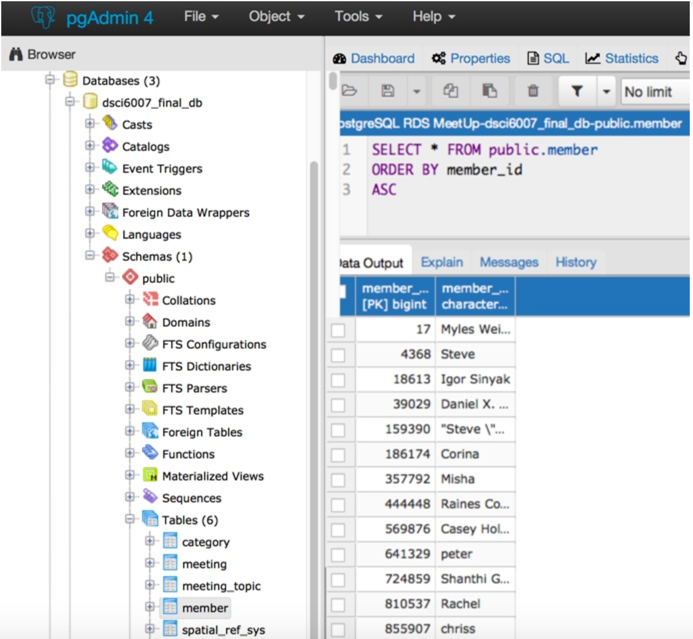 pgAdmin 4 File Object Tools Help
Browser
Databases (3)
dsci6007_final_db
Casts
Catalogs
Event Triggers
Extensions
Foreign Data Wrappers
Languages
Schemas (1)
public
Collations
Domains
FTS Configurations
FTS Dictionaries
FTS Parsers
FTS Templates
Foreign Tables
Functions
Materialized Views
Sequences
Tables (6)
category
meeting
meeting_topic
member
spatial_ref_sys
Dashboard Properties SQL Statistics
No limit
ostgreSQL RDS MeetUp-dsci6007_final_db-public.member
1 SELECT * FROM public.member
2 ORDER BY member_id
3 ASC
Data Output Explain Messages History
member_... member_...
[PK] bigint character...
17 Myles Wei...
4368 Steve
18613 Igor Sinyak
39029 Daniel X. ...
159390 "Steve \"...
186174 Corina
357792 Misha
444448 Raines Co...
569876 Casey Hol...
641329 peter
724859 Shanthi G...
810537 Rachel
855907 chriss